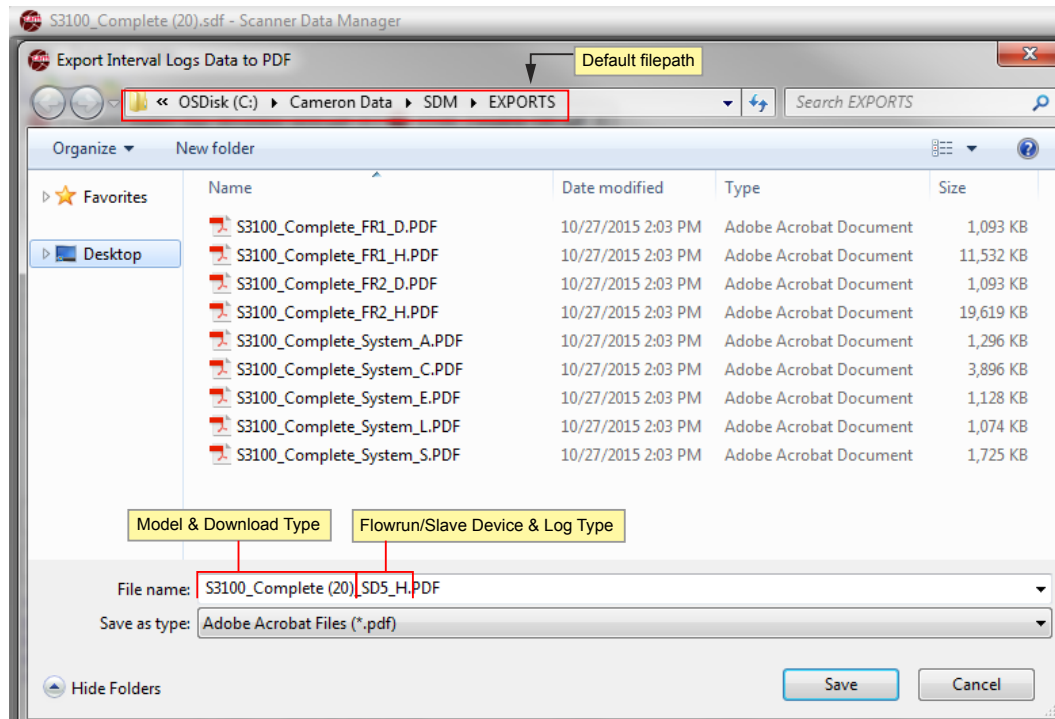 S3100_Complete (20).sdf - Scanner Data Manager
Export Interval Logs Data to PDF
Default filepath
« OSDisk (C:) ▸ Cameron Data ▸ SDM ▸ EXPORTS
Search EXPORTS
Organize New folder
Favorites
Desktop
Name Date modified Type Size
S3100_Complete_FR1_D.PDF 10/27/2015 2:03 PM Adobe Acrobat Document 1,093 KB
S3100_Complete_FR1_H.PDF 10/27/2015 2:03 PM Adobe Acrobat Document 11,532 KB
S3100_Complete_FR2_D.PDF 10/27/2015 2:03 PM Adobe Acrobat Document 1,093 KB
S3100_Complete_FR2_H.PDF 10/27/2015 2:03 PM Adobe Acrobat Document 19,619 KB
S3100_Complete_System_A.PDF 10/27/2015 2:03 PM Adobe Acrobat Document 1,296 KB
S3100_Complete_System_C.PDF 10/27/2015 2:03 PM Adobe Acrobat Document 3,896 KB
S3100_Complete_System_E.PDF 10/27/2015 2:03 PM Adobe Acrobat Document 1,128 KB
S3100_Complete_System_L.PDF 10/27/2015 2:03 PM Adobe Acrobat Document 1,074 KB
S3100_Complete_System_S.PDF 10/27/2015 2:03 PM Adobe Acrobat Document 1,725 KB
Model & Download Type
Flowrun/Slave Device & Log Type
File name: S3100_Complete (20)_SD5_H.PDF
Save as type: Adobe Acrobat Files (*.pdf)
Hide Folders
Save
Cancel